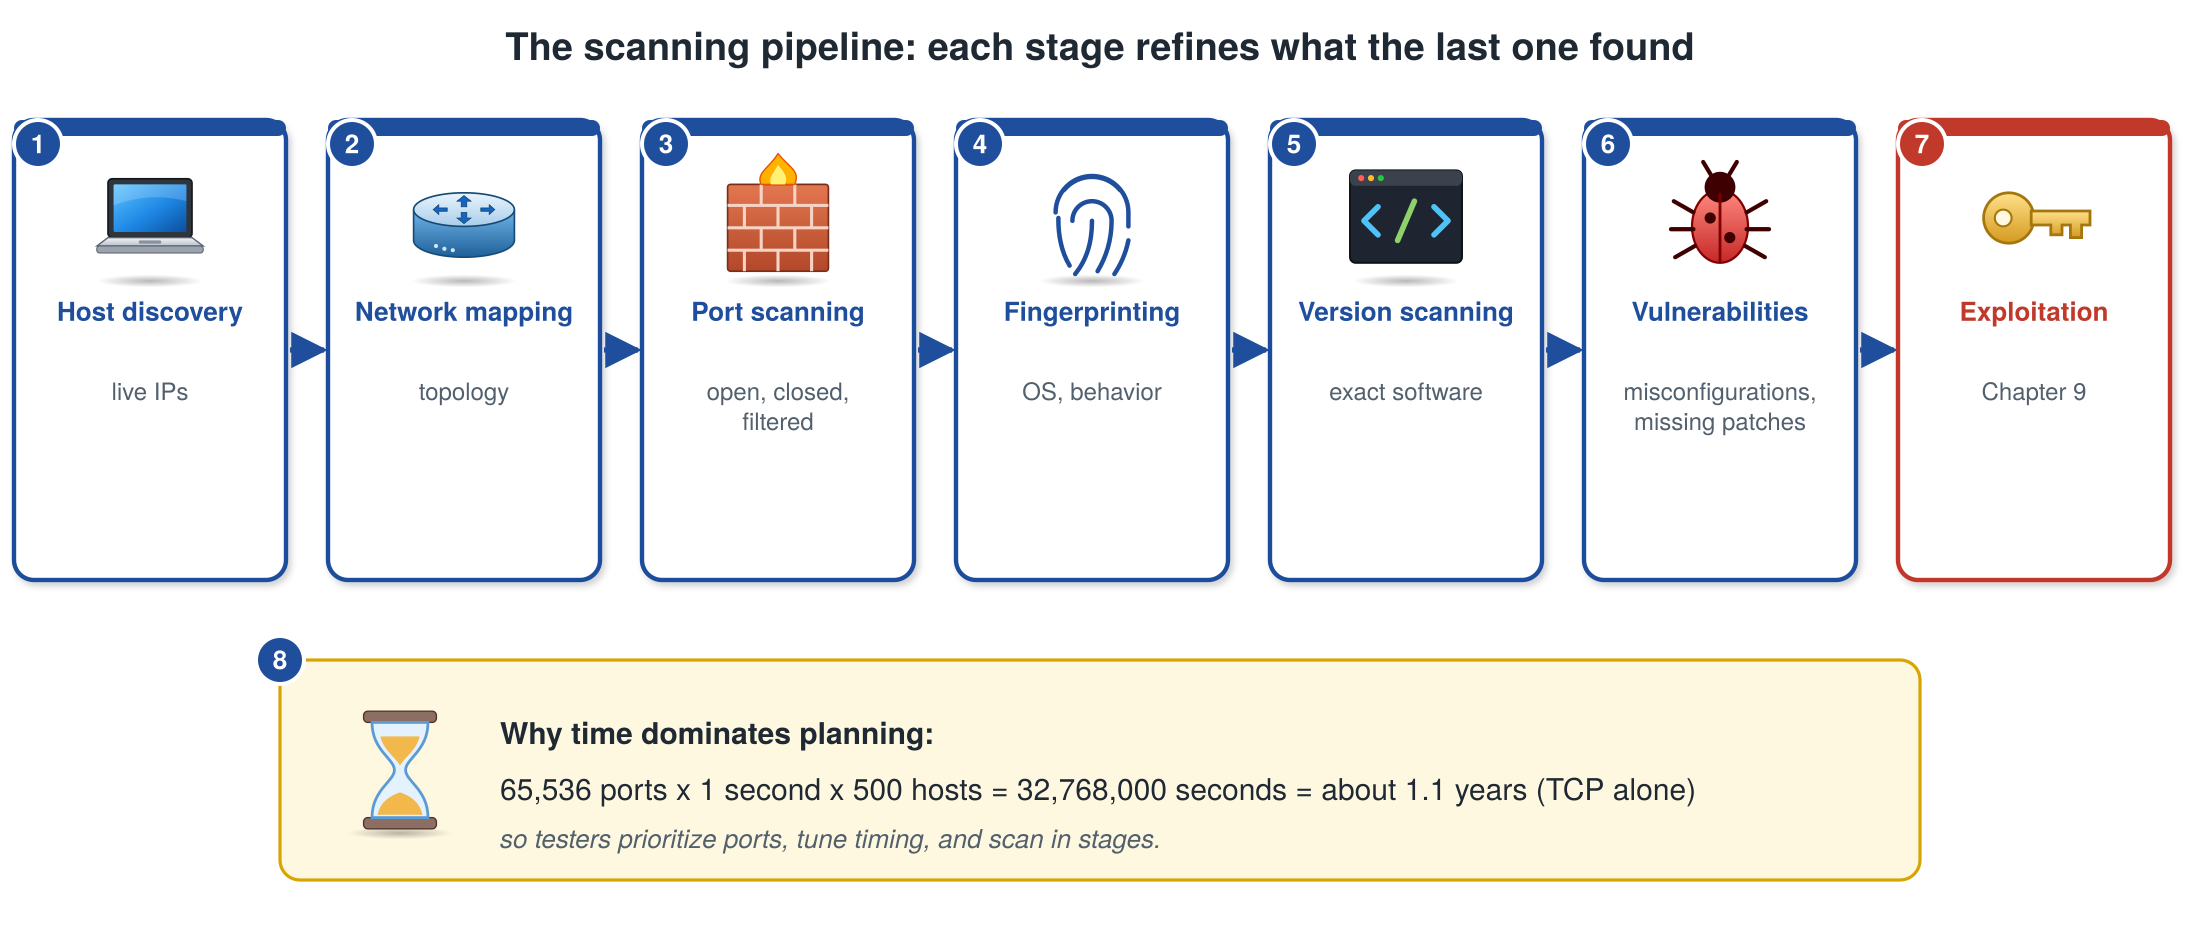 The scanning pipeline: each stage refines what the last one found
1
Host discovery
live IPs
2
Network mapping
topology
3
Port scanning
open, closed,
filtered
4
Fingerprinting
OS, behavior
5
Version scanning
exact software
6
Vulnerabilities
misconfigurations,
missing patches
7
Exploitation
Chapter 9
8
Why time dominates planning:
65,536 ports x 1 second x 500 hosts = 32,768,000 seconds = about 1.1 years (TCP alone)
so testers prioritize ports, tune timing, and scan in stages.